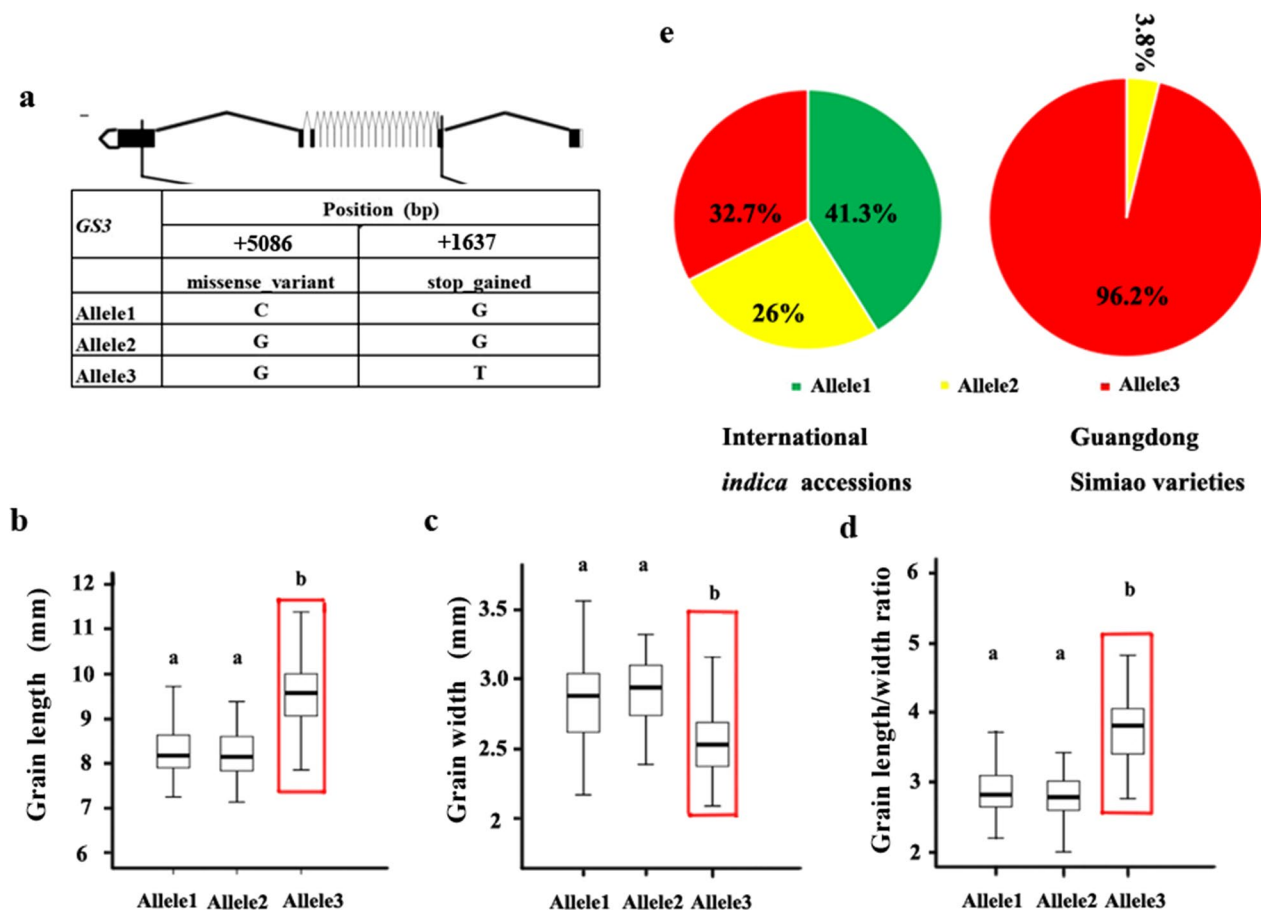 a
GS3
Position (bp)
+5086 +1637
missense_variant stop_gained
Allele1 C G
Allele2 G G
Allele3 G T
e
32.7%
41.3%
26%
3.8%
96.2%
Allele1 Allele2 Allele3
International
indica accessions
Guangdong
Simiao varieties
b
Grain length (mm)
12
11
10
9
8
7
6
a a b
Allele1 Allele2 Allele3
c
Grain width (mm)
3.5
3.0
2.5
2
a a b
Allele1 Allele2 Allele3
d
Grain length/width ratio
6
5
4
3
2
a a b
Allele1 Allele2 Allele3